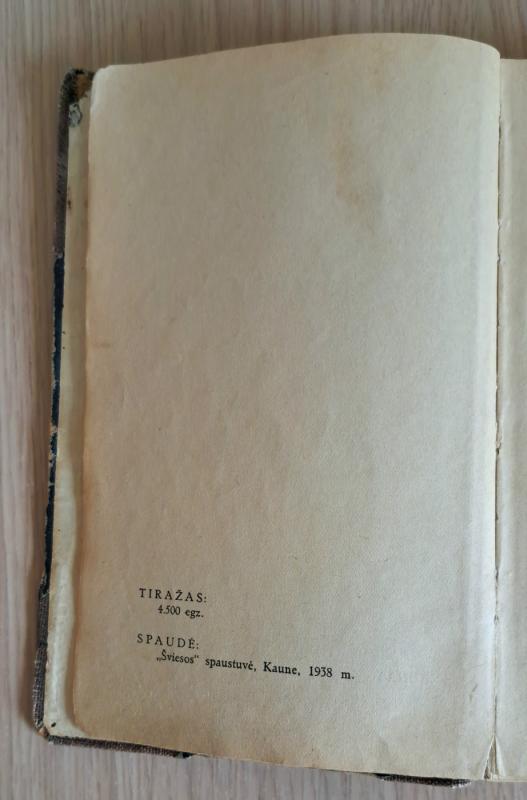 TIRAŽAS:
4.500 egz.
SPAUDĖ:
„Šviesos“ spaustuvė, Kaune, 1938 m.